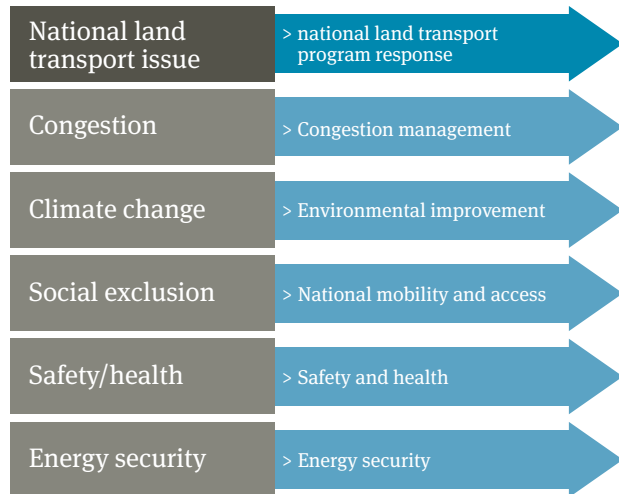 National land
transport issue
> national land transport
program response
Congestion
> Congestion management
Climate change
> Environmental improvement
Social exclusion
> National mobility and access
Safety/health
> Safety and health
Energy security
> Energy security